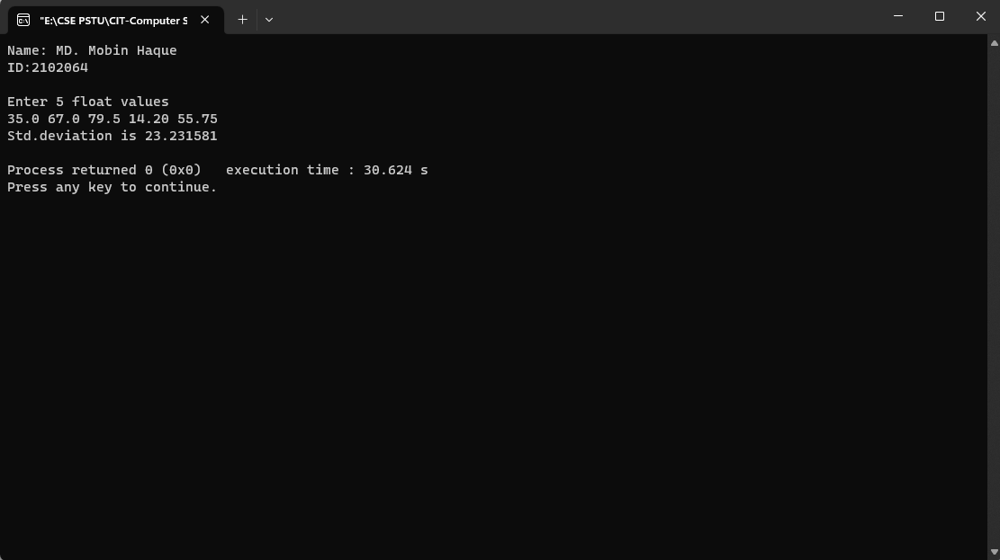 "E:\CSE PSTU\CIT-Computer S
Name: MD. Mobin Haque
ID:2102064
Enter 5 float values
35.0 67.0 79.5 14.20 55.75
Std.deviation is 23.231581
Process returned 0 (0x0)   execution time : 30.624 s
Press any key to continue.